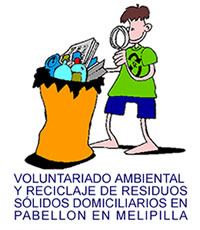 VOLUNTARIADO AMBIENTAL
Y RECICLAJE DE RESIDUOS
SÓLIDOS DOMICILIARIOS EN
PABELLON EN MELIPILLA